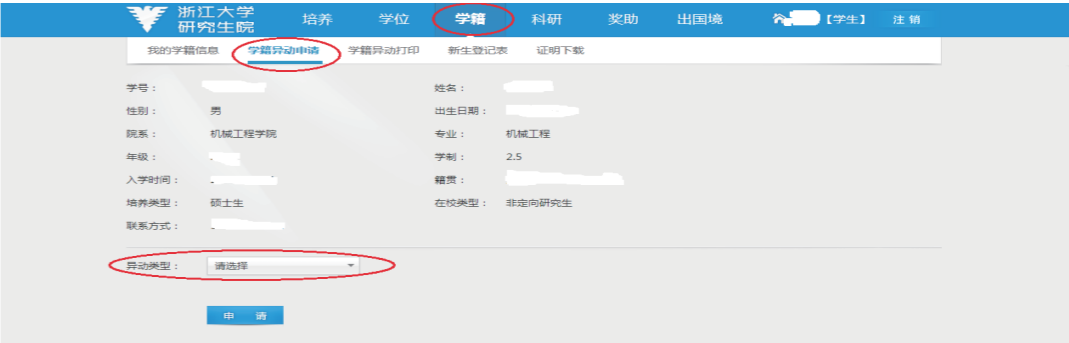 浙江大学
研究生院
培养 学位 学籍 科研 奖助 出国境 【学生】 注 销
我的学籍信息 学籍异动申请 学籍异动打印 新生登记表 证明下载
学号： 姓名：
性别： 男 出生日期：
院系： 机械工程学院 专业： 机械工程
年级： 学制： 2.5
入学时间： 籍贯：
培养类型： 硕士生 在校类型： 非定向研究生
联系方式：
异动类型： 请选择
申 请